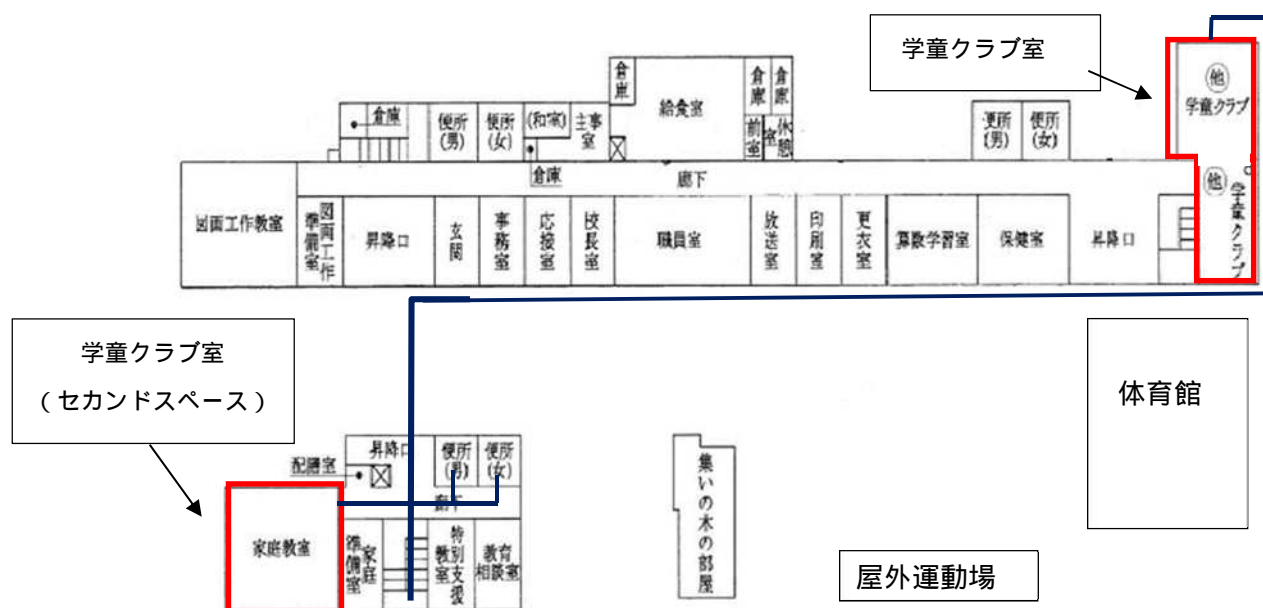 学童クラブ室
他
学童クラブ
倉庫
給食室
倉庫
倉庫
倉庫
便所(男)
便所(女)
(和室)
主事室
前室
休憩室
便所(男)
便所(女)
倉庫
廊下
他
学童クラブ
図画工作教室
図画工作準備室
昇降口
玄関
事務室
応接室
校長室
職員室
放送室
印刷室
更衣室
算数学習室
保健室
昇降口
学童クラブ室
(セカンドスペース)
体育館
昇降口
便所(男)
便所(女)
配膳室
廊下
家庭教室
家庭準備室
特別支援教室
教育相談室
集いの木の部屋
屋外運動場